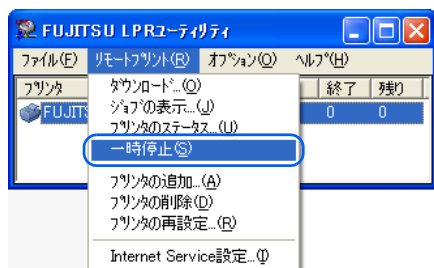 FUJITSU LPRユーティリティ
ファイル(F) リモートプリント(R) オプション(O) ヘルプ(H)
プリンタ 終了 残り
FUJITS 0 0
ダウンロード...(O)
ジョブの表示...(J)
プリンタのステータス...(U)
一時停止(S)
プリンタの追加...(A)
プリンタの削除(D)
プリンタの再設定...(R)
Internet Service設定...(I)